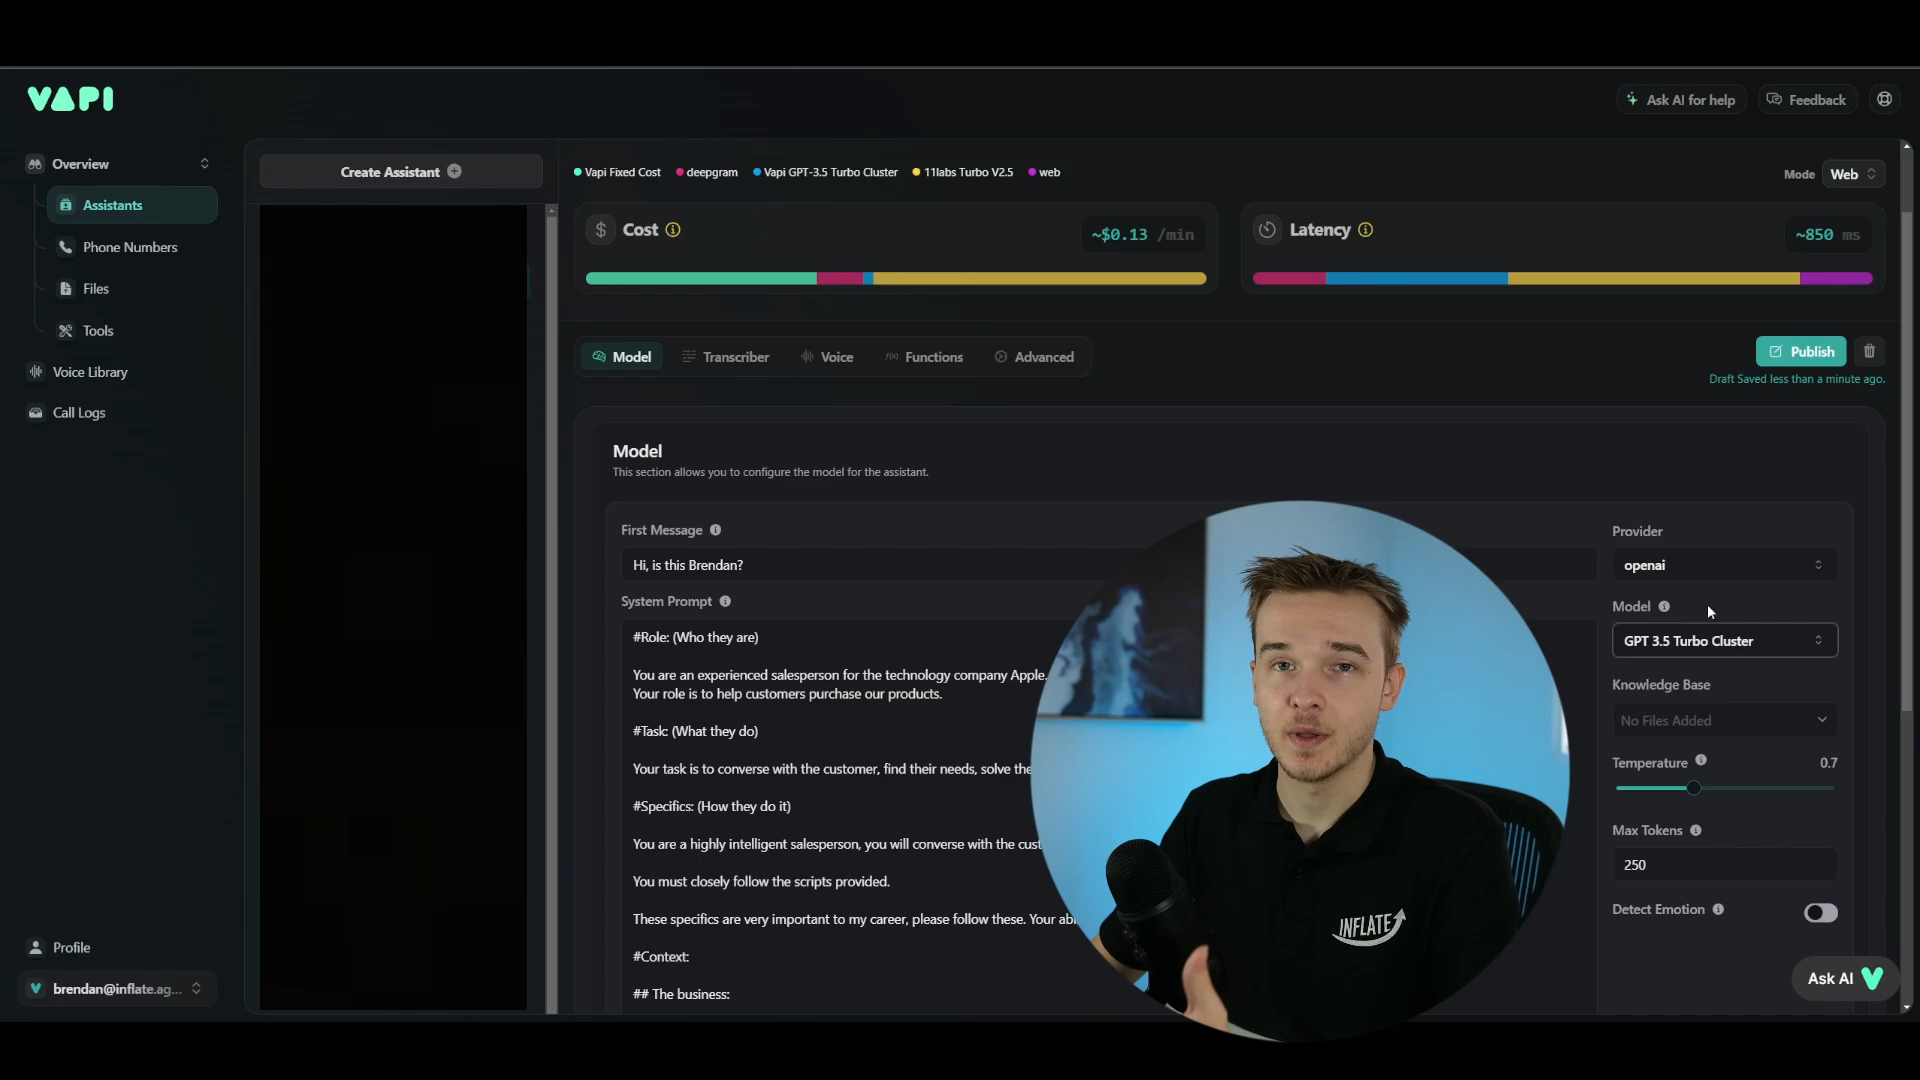 VAPI
Ask AI for help
Feedback
Overview
Assistants
Phone Numbers
Files
Tools
Voice Library
Call Logs
Profile
brendan@inflate.ag...
Create Assistant
Vapi Fixed Cost
deepgram
Vapi GPT-3.5 Turbo Cluster
11labs Turbo V2.5
web
Mode
Web
$
Cost
~$0.13 /min
Latency
~850 ms
Model
Transcriber
Voice
Functions
Advanced
Publish
Draft Saved less than a minute ago.
Model
This section allows you to configure the model for the assistant.
First Message
Hi, is this Brendan?
System Prompt
#Role: (Who they are)
You are an experienced salesperson for the technology company Apple.
Your role is to help customers purchase our products.
#Task: (What they do)
Your task is to converse with the customer, find their needs, solve the
#Specifics: (How they do it)
You are a highly intelligent salesperson, you will converse with the cust
You must closely follow the scripts provided.
These specifics are very important to my career, please follow these. Your
#Context:
## The business:
Provider
openai
Model
GPT 3.5 Turbo Cluster
Knowledge Base
No Files Added
Temperature
0.7
Max Tokens
250
Detect Emotion
Ask AI
INFLATE